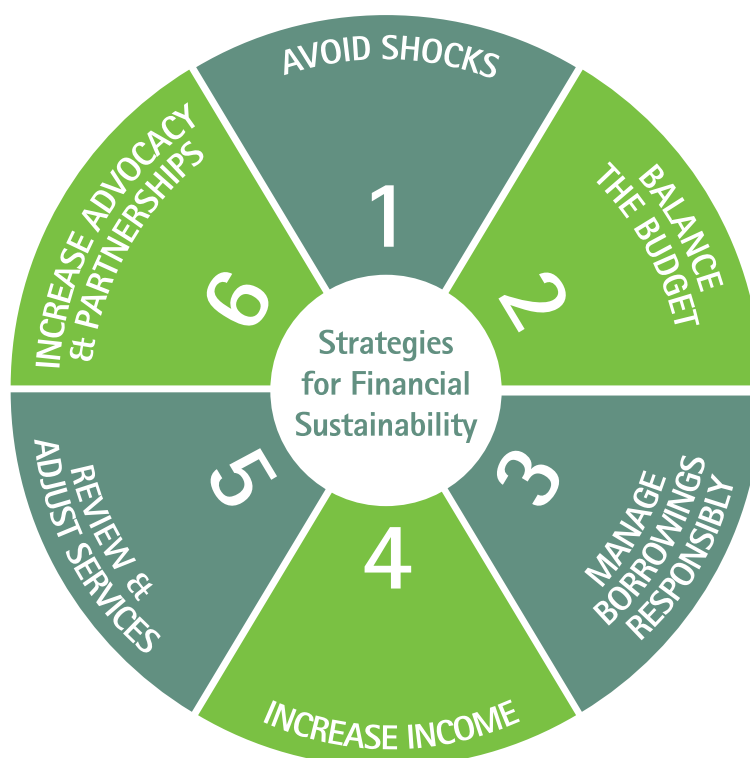 AVOID SHOCKS
1
BALANCE
THE BUDGET
2
3
MANAGE
BORROWINGS
RESPONSIBLY
4
INCREASE INCOME
5
REVIEW &
ADJUST SERVICES
INCREASE ADVOCACY
& PARTNERSHIPS
6
Strategies
for Financial
Sustainability